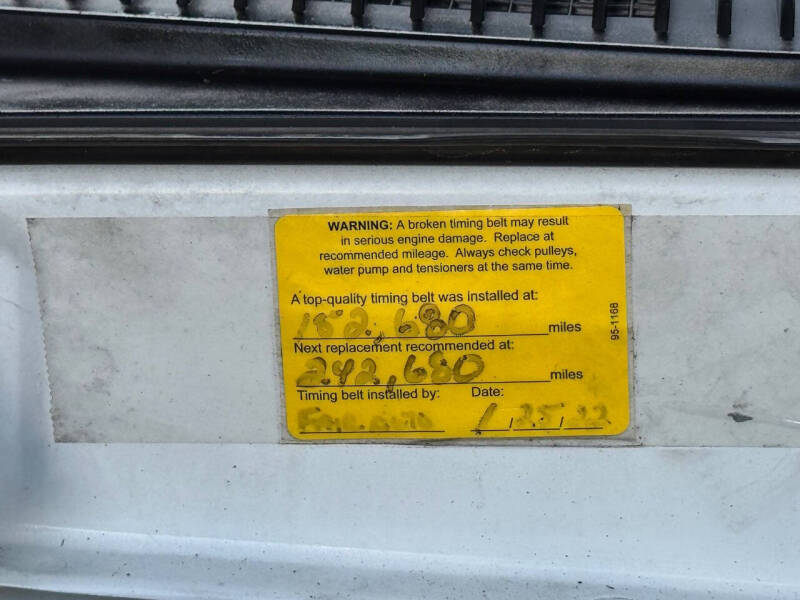 WARNING: A broken timing belt may result
in serious engine damage. Replace at
recommended mileage. Always check pulleys,
water pump and tensioners at the same time.
A top-quality timing belt was installed at:
152,680 miles
Next replacement recommended at:
242,680 miles
Timing belt installed by: Date:
1/25/22
95-1168